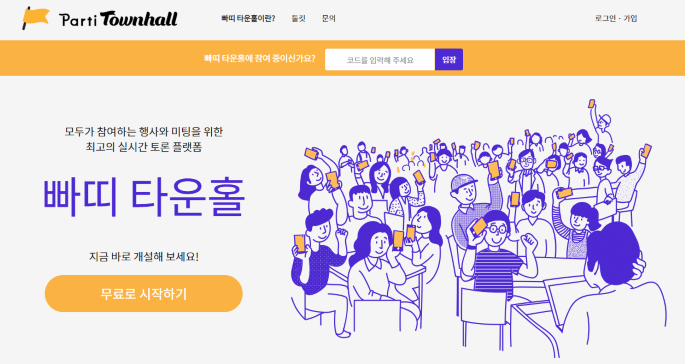 Parti Townhall
빠띠 타운홀이란?
툴킷
문의
로그인 · 가입
빠띠 타운홀에 참여 중이신가요?
코드를 입력해 주세요
입장
모두가 참여하는 행사와 미팅을 위한
최고의 실시간 토론 플랫폼
빠띠 타운홀
지금 바로 개설해 보세요!
무료로 시작하기